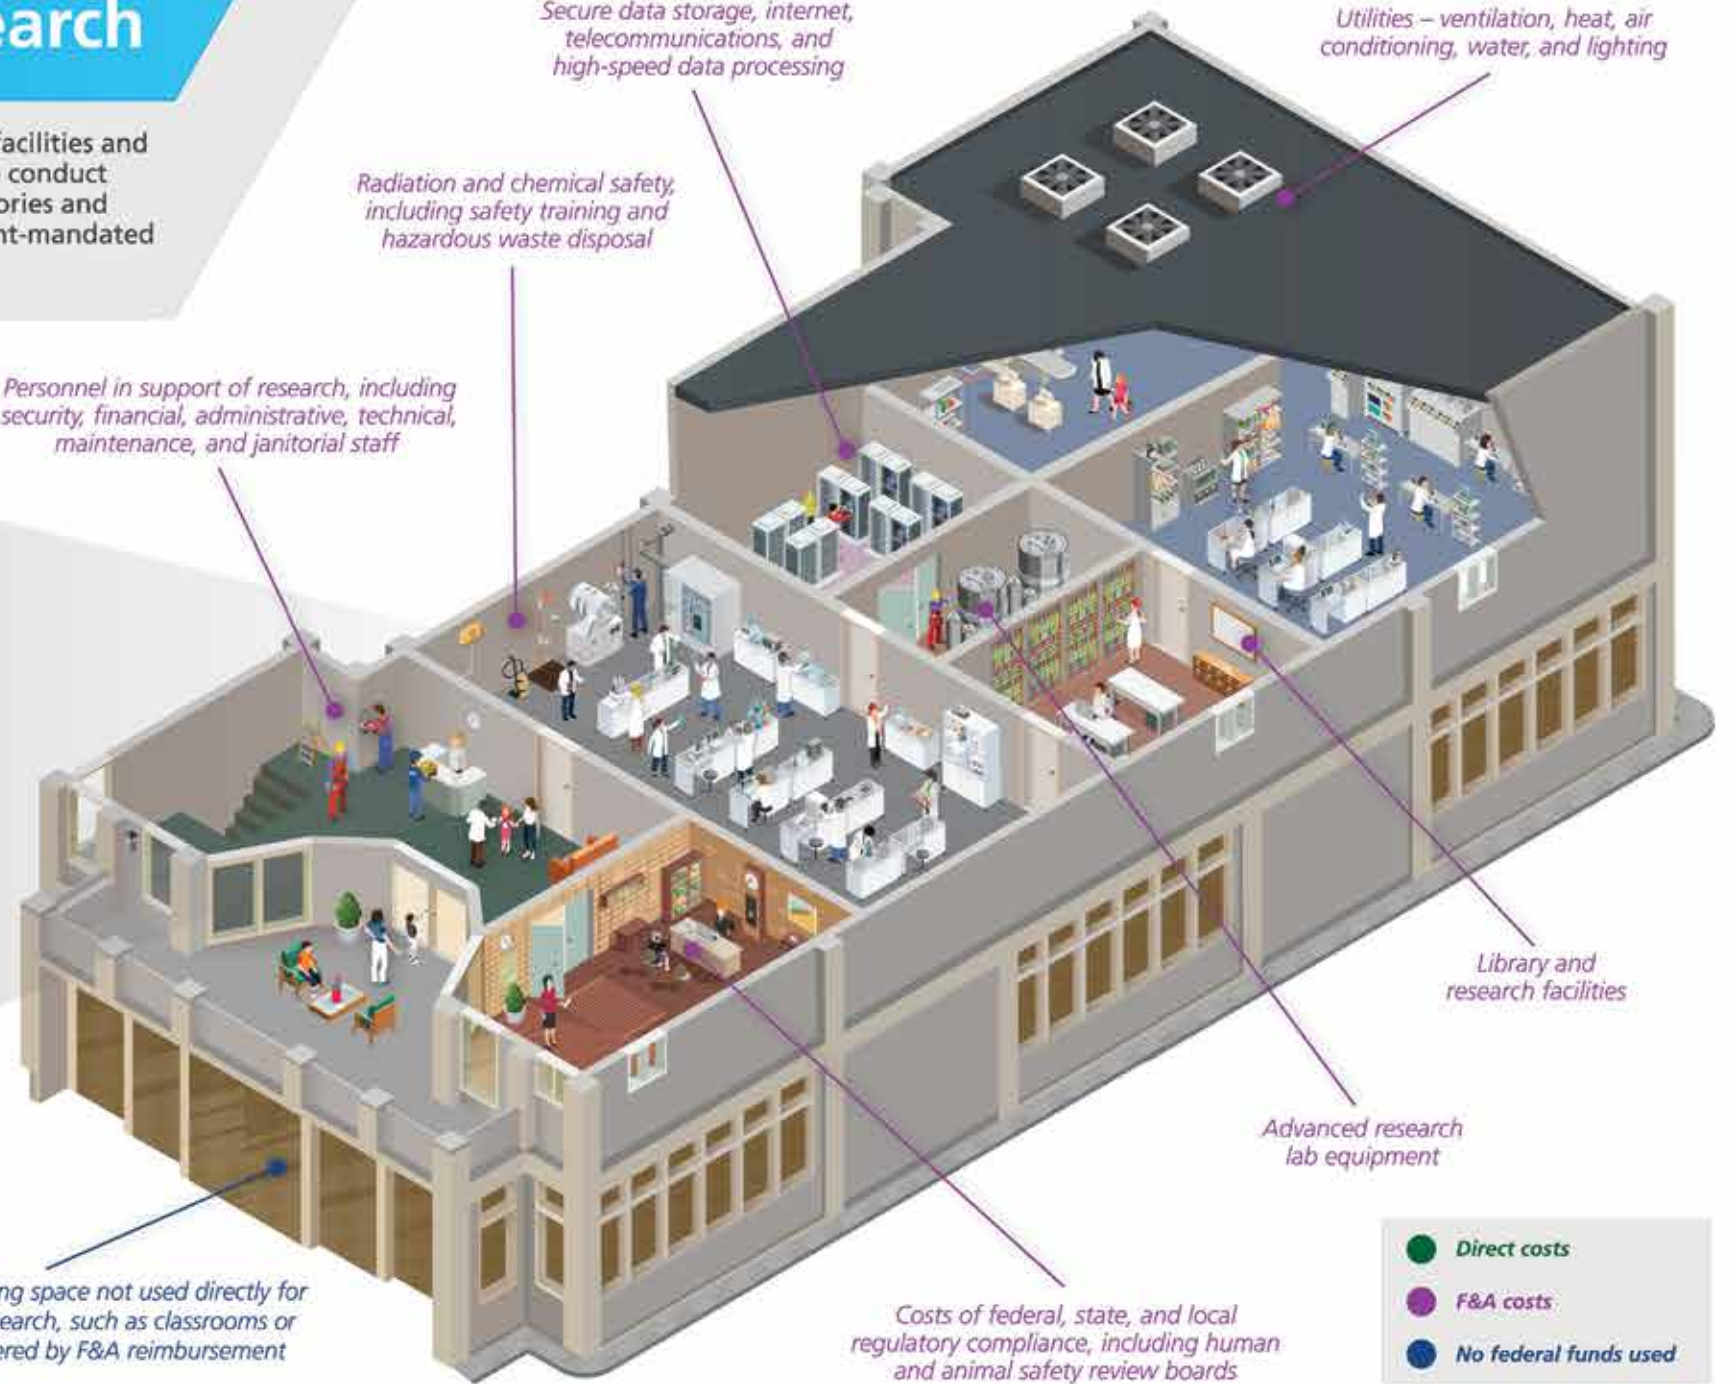 earch
facilities and
conduct
ories and
nt-mandated
Secure data storage, internet,
telecommunications, and
high-speed data processing
Utilities – ventilation, heat, air
conditioning, water, and lighting
Radiation and chemical safety,
including safety training and
hazardous waste disposal
Personnel in support of research, including
security, financial, administrative, technical,
maintenance, and janitorial staff
Library and
research facilities
Advanced research
lab equipment
Costs of federal, state, and local
regulatory compliance, including human
and animal safety review boards
ng space not used directly for
earch, such as classrooms or
ered by F&A reimbursement
Direct costs
F&A costs
No federal funds used